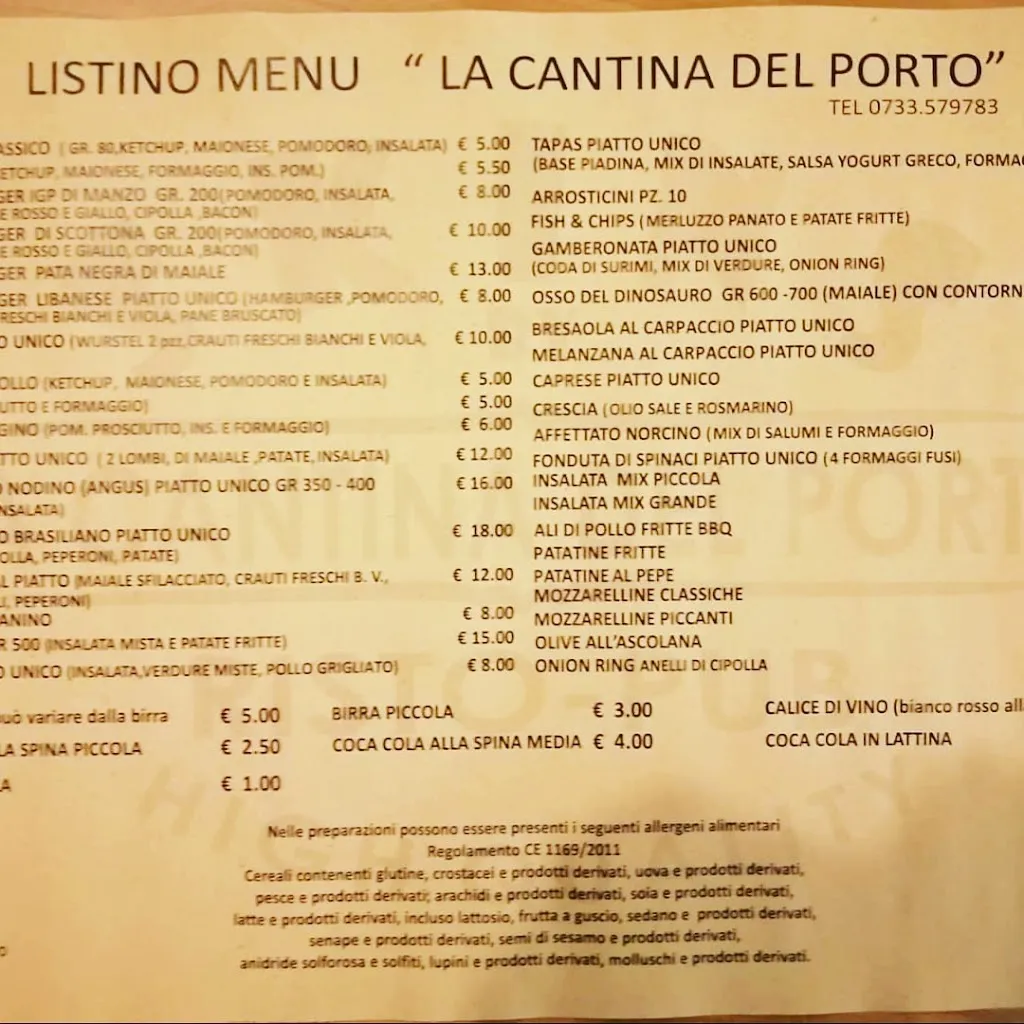 LISTINO MENU “ LA CANTINA DEL PORTO”
TEL 0733.579783
ASSICO ( GR. 80,KETCHUP, MAIONESE, POMODORO, INSALATA) € 5.00
KETCHUP, MAIONESE, FORMAGGIO, INS. POM.) € 5.50
GER IGP DI MANZO GR. 200(POMODORO, INSALATA, € 8.00
E ROSSO E GIALLO, CIPOLLA ,BACON)
GER DI SCOTTONA GR. 200(POMODORO, INSALATA, € 10.00
E ROSSO E GIALLO, CIPOLLA ,BACON)
GER PATA NEGRA DI MAIALE € 13.00
GER LIBANESE PIATTO UNICO (HAMBURGER ,POMODORO, € 8.00
FRESCHI BIANCHI E VIOLA, PANE BRUSCATO)
O UNICO (WURSTEL 2 pzz,CRAUTI FRESCHI BIANCHI E VIOLA, € 10.00
OLLO (KETCHUP, MAIONESE, POMODORO E INSALATA) € 5.00
UTTO E FORMAGGIO) € 5.00
GINO (POM. PROSCIUTTO, INS. E FORMAGGIO) € 6.00
TTO UNICO ( 2 LOMBI, DI MAIALE ,PATATE, INSALATA) € 12.00
O NODINO (ANGUS) PIATTO UNICO GR 350 - 400 € 16.00
NSALATA)
O BRASILIANO PIATTO UNICO € 18.00
OLLA, PEPERONI, PATATE)
L PIATTO (MAIALE SFILACCIATO, CRAUTI FRESCHI B. V., € 12.00
I, PEPERONI)
ANINO € 8.00
R 500 (INSALATA MISTA E PATATE FRITTE) € 15.00
O UNICO (INSALATA,VERDURE MISTE, POLLO GRIGLIATO) € 8.00
TAPAS PIATTO UNICO
(BASE PIADINA, MIX DI INSALATE, SALSA YOGURT GRECO, FORMAG
ARROSTICINI PZ. 10
FISH & CHIPS (MERLUZZO PANATO E PATATE FRITTE)
GAMBERONATA PIATTO UNICO
(CODA DI SURIMI, MIX DI VERDURE, ONION RING)
OSSO DEL DINOSAURO GR 600 -700 (MAIALE) CON CONTORN
BRESAOLA AL CARPACCIO PIATTO UNICO
MELANZANA AL CARPACCIO PIATTO UNICO
CAPRESE PIATTO UNICO
CRESCIA (OLIO SALE E ROSMARINO)
AFFETTATO NORCINO (MIX DI SALUMI E FORMAGGIO)
FONDUTA DI SPINACI PIATTO UNICO (4 FORMAGGI FUSI)
INSALATA MIX PICCOLA
INSALATA MIX GRANDE
ALI DI POLLO FRITTE BBQ
PATATINE FRITTE
PATATINE AL PEPE
MOZZARELLINE CLASSICHE
MOZZARELLINE PICCANTI
OLIVE ALL’ASCOLANA
ONION RING ANELLI DI CIPOLLA
può variare dalla birra € 5.00 BIRRA PICCOLA € 3.00 CALICE DI VINO (bianco rosso alla
LA SPINA PICCOLA € 2.50 COCA COLA ALLA SPINA MEDIA € 4.00 COCA COLA IN LATTINA
A € 1.00
Nelle preparazioni possono essere presenti i seguenti allergeni alimentari
Regolamento CE 1169/2011
Cereali contenenti glutine, crostacei e prodotti derivati, uova e prodotti derivati,
pesce e prodotti derivati; arachidi e prodotti derivati, soia e prodotti derivati,
latte e prodotti derivati, incluso lattosio, frutta a guscio, sedano e prodotti derivati,
senape e prodotti derivati, semi di sesamo e prodotti derivati,
anidride solforosa e solfiti, lupini e prodotti derivati, molluschi e prodotti derivati.